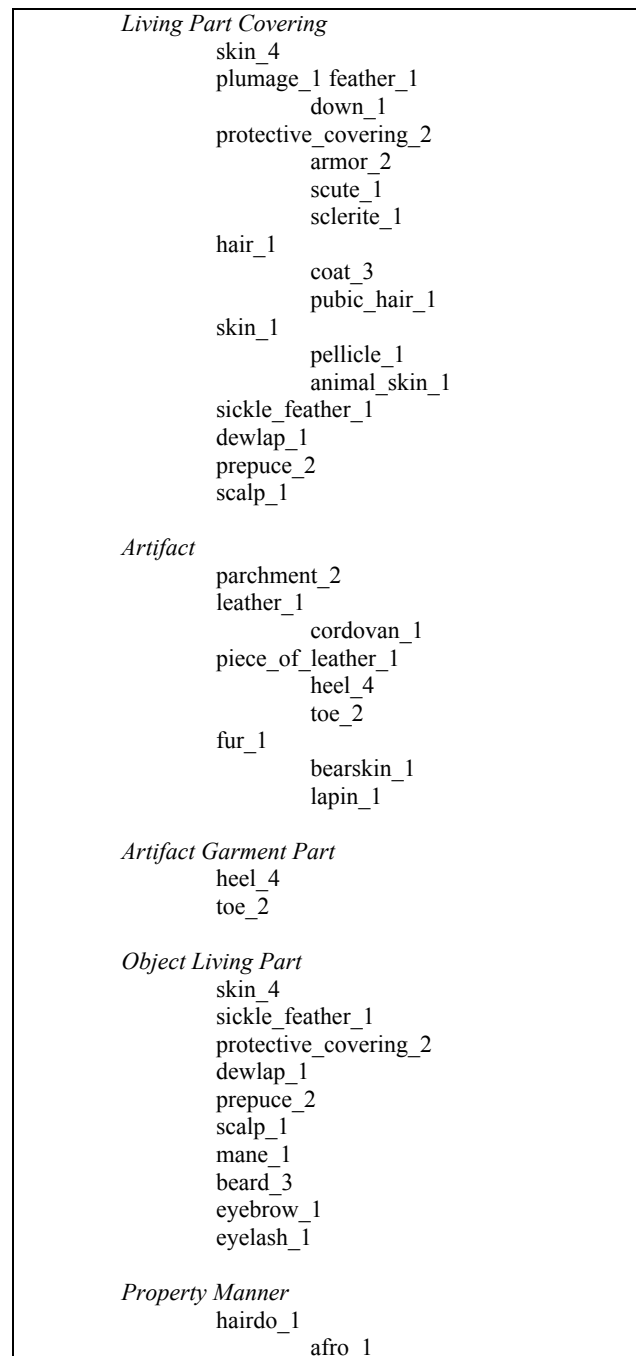 Living Part Covering
skin_4
plumage_1 feather_1
down_1
protective_covering_2
armor_2
scute_1
sclerite_1
hair_1
coat_3
pubic_hair_1
skin_1
pellicle_1
animal_skin_1
sickle_feather_1
dewlap_1
prepuce_2
scalp_1
Artifact
parchment_2
leather_1
cordovan_1
piece_of_leather_1
heel_4
toe_2
fur_1
bearskin_1
lapin_1
Artifact Garment Part
heel_4
toe_2
Object Living Part
skin_4
sickle_feather_1
protective_covering_2
dewlap_1
prepuce_2
scalp_1
mane_1
beard_3
eyebrow_1
eyelash_1
Property Manner
hairdo_1
afro_1